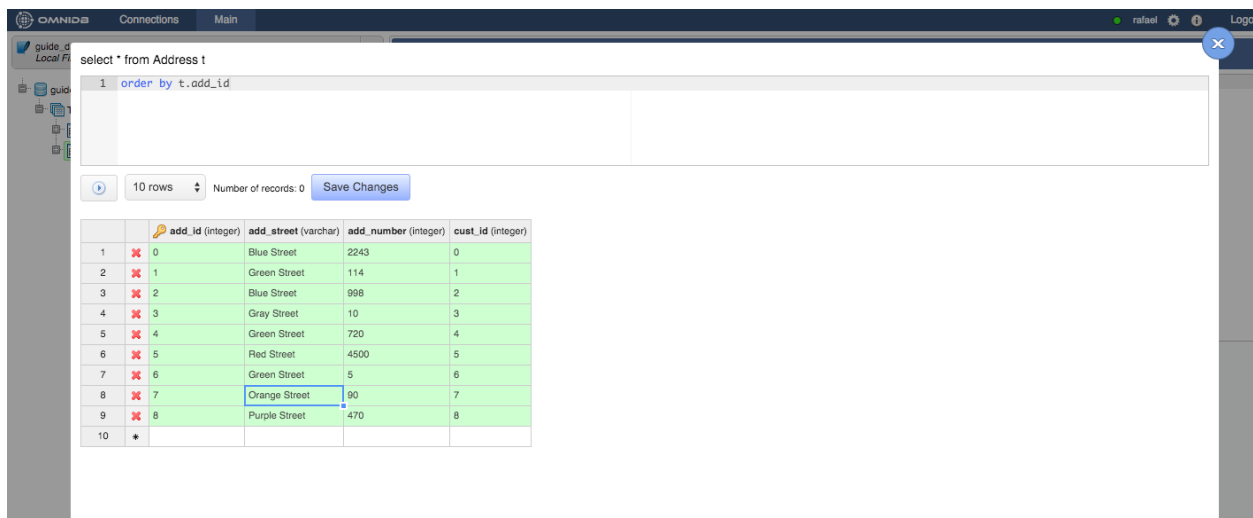 OMNIDB Connections Main rafael Logo
guide_d
Local Fi
select * from Address t
1 order by t.add_id
guid
T
10 rows Number of records: 0 Save Changes
add_id (integer) add_street (varchar) add_number (integer) cust_id (integer)
1 0 Blue Street 2243 0
2 1 Green Street 114 1
3 2 Blue Street 998 2
4 3 Gray Street 10 3
5 4 Green Street 720 4
6 5 Red Street 4500 5
7 6 Green Street 5 6
8 7 Orange Street 90 7
9 8 Purple Street 470 8
10 *